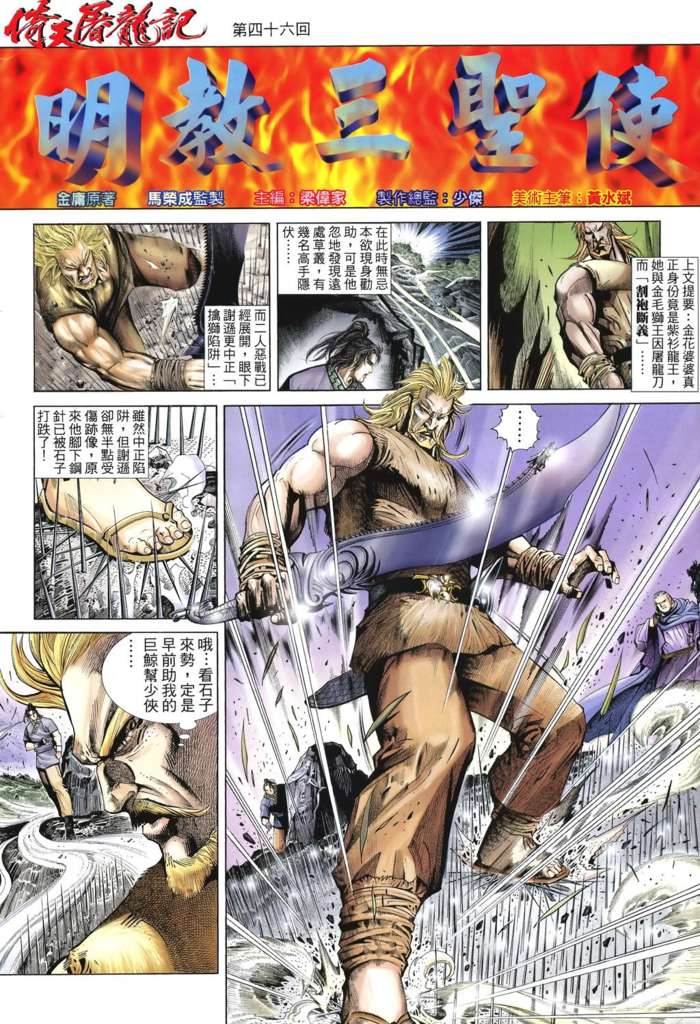 倚天屠龍記
第四十六回
明教三聖使
金庸原著 馬榮成監製 主編：梁偉家 製作總監：少傑 美術主筆：黃水斌
上文提要：金花婆婆真
正身份竟是紫衫龍王，
她與金毛獅王因屠龍刀
而「割袍斷義」……
在此時無忌
本欲現身勸
助，可是他
忽地發現遠
處草叢，有
幾名高手隱
伏…
而二人惡戰已
經展開，眼下
謝遜更中正「
擒獅陷阱」…
雖然中正陷
阱，但謝遜
卻無半點受
傷跡像，原
來他腳下鋼
針已被石子
打跌了！
……
哦…看石子
來勢，定是
早前助我的
巨鯨幫少俠
……